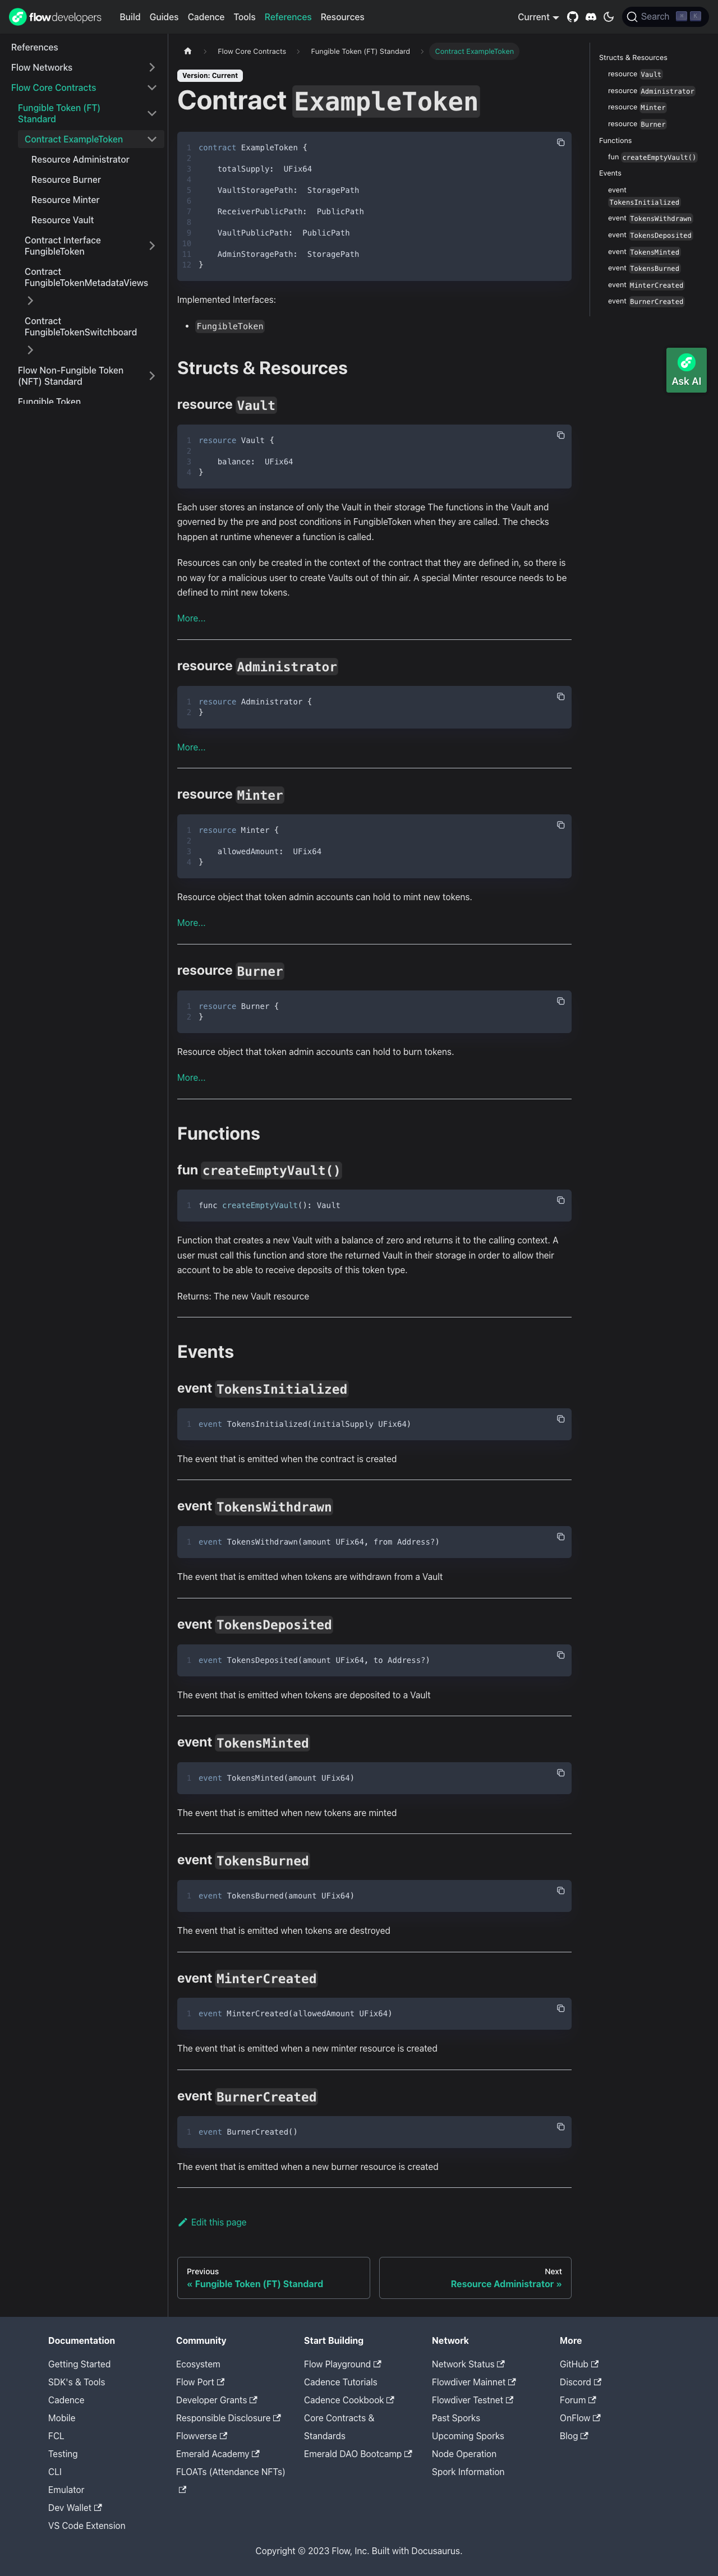 flowdevelopers Build Guides Cadence Tools References Resources Current Search K
References
Flow Networks
Flow Core Contracts
Fungible Token (FT)
Standard
Contract ExampleToken
Resource Administrator
Resource Burner
Resource Minter
Resource Vault
Contract Interface
FungibleToken
Contract
FungibleTokenMetadataViews
Contract
FungibleTokenSwitchboard
Flow Non-Fungible Token
(NFT) Standard
Fungible Token
Flow Core Contracts Fungible Token (FT) Standard Contract ExampleToken
Version: Current
Contract ExampleToken
1 contract ExampleToken {
2
3 totalSupply: UFix64
4
5 VaultStoragePath: StoragePath
6
7 ReceiverPublicPath: PublicPath
8
9 VaultPublicPath: PublicPath
10
11 AdminStoragePath: StoragePath
12 }
Implemented Interfaces:
• FungibleToken
Structs & Resources
resource Vault
1 resource Vault {
2
3 balance: UFix64
4 }
Each user stores an instance of only the Vault in their storage The functions in the Vault and
governed by the pre and post conditions in FungibleToken when they are called. The checks
happen at runtime whenever a function is called.
Resources can only be created in the context of the contract that they are defined in, so there is
no way for a malicious user to create Vaults out of thin air. A special Minter resource needs to be
defined to mint new tokens.
More...
resource Administrator
1 resource Administrator {
2 }
More...
resource Minter
1 resource Minter {
2
3 allowedAmount: UFix64
4 }
Resource object that token admin accounts can hold to mint new tokens.
More...
resource Burner
1 resource Burner {
2 }
Resource object that token admin accounts can hold to burn tokens.
More...
Functions
fun createEmptyVault()
1 func createEmptyVault(): Vault
Function that creates a new Vault with a balance of zero and returns it to the calling context. A
user must call this function and store the returned Vault in their storage in order to allow their
account to be able to receive deposits of this token type.
Returns: The new Vault resource
Events
event TokensInitialized
1 event TokensInitialized(initialSupply UFix64)
The event that is emitted when the contract is created
event TokensWithdrawn
1 event TokensWithdrawn(amount UFix64, from Address?)
The event that is emitted when tokens are withdrawn from a Vault
event TokensDeposited
1 event TokensDeposited(amount UFix64, to Address?)
The event that is emitted when tokens are deposited to a Vault
event TokensMinted
1 event TokensMinted(amount UFix64)
The event that is emitted when new tokens are minted
event TokensBurned
1 event TokensBurned(amount UFix64)
The event that is emitted when tokens are destroyed
event MinterCreated
1 event MinterCreated(allowedAmount UFix64)
The event that is emitted when a new minter resource is created
event BurnerCreated
1 event BurnerCreated()
The event that is emitted when a new burner resource is created
Edit this page
Previous
« Fungible Token (FT) Standard
Next
Resource Administrator »
Structs & Resources
resource Vault
resource Administrator
resource Minter
resource Burner
Functions
fun createEmptyVault()
Events
event
TokensInitialized
event TokensWithdrawn
event TokensDeposited
event TokensMinted
event TokensBurned
event MinterCreated
event BurnerCreated
Ask AI
Documentation
Getting Started
SDK's & Tools
Cadence
Mobile
FCL
Testing
CLI
Emulator
Dev Wallet
VS Code Extension
Community
Ecosystem
Flow Port
Developer Grants
Responsible Disclosure
Flowverse
Emerald Academy
FLOATs (Attendance NFTs)
Start Building
Flow Playground
Cadence Tutorials
Cadence Cookbook
Core Contracts &
Standards
Emerald DAO Bootcamp
Network
Network Status
Flowdiver Mainnet
Flowdiver Testnet
Past Sporks
Upcoming Sporks
Node Operation
Spork Information
More
GitHub
Discord
Forum
OnFlow
Blog
Copyright © 2023 Flow, Inc. Built with Docusaurus.